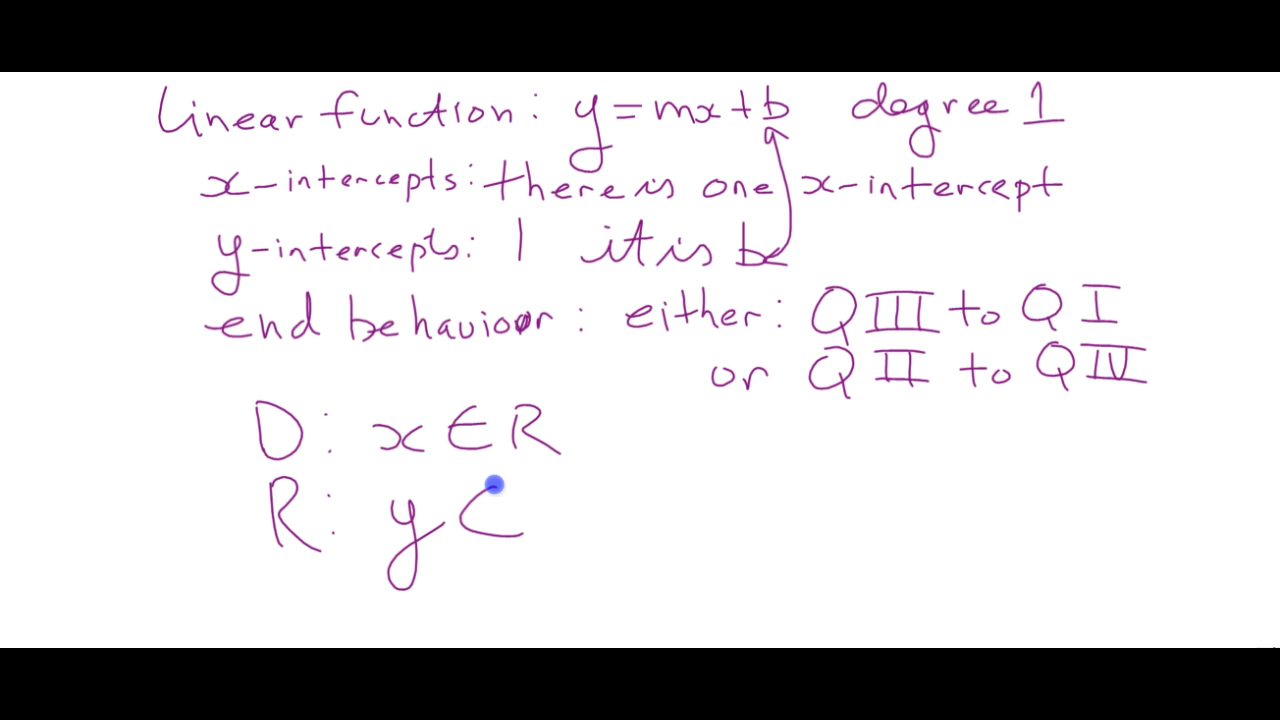 linear function: y = mx + b degree 1
x-intercepts: there is one x-intercept
y-intercepts: 1 it is b
end behaviour: either: Q III to Q I
or Q II to Q IV
D: x ∈ R
R: y